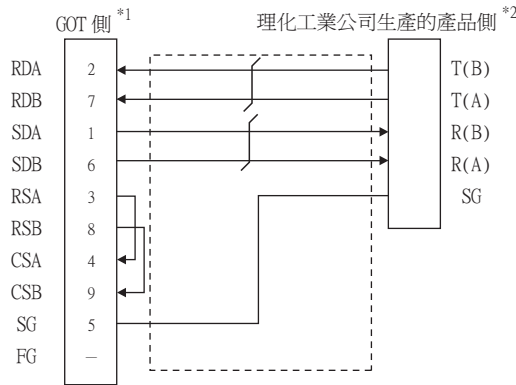 GOT 側 *1
理化工業公司生產的產品側 *2
RDA 2 T(B)
RDB 7 T(A)
SDA 1 R(B)
SDB 6 R(A)
RSA 3 SG
RSB 8
CSA 4
CSB 9
SG 5
FG –